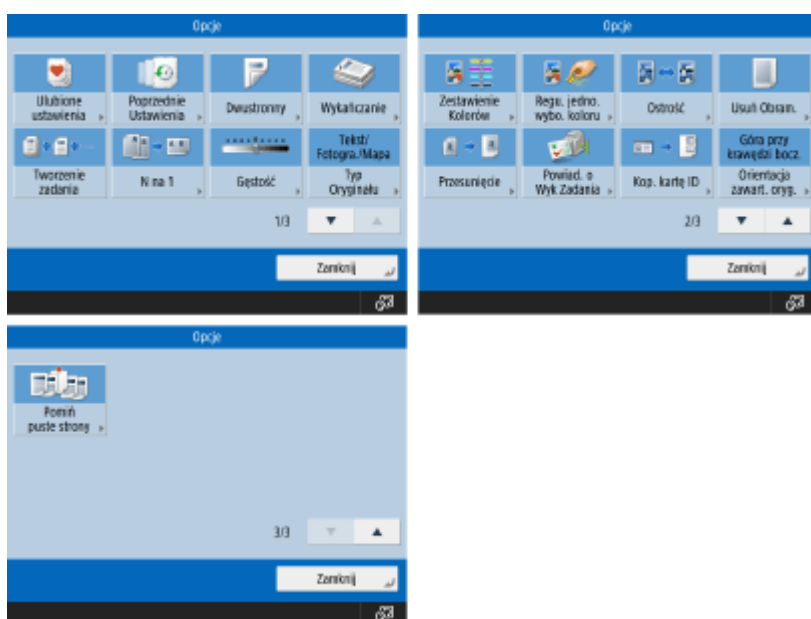 Opcje
Ulubione
ustawienia
Poprzednie
Ustawienia
Dwustronny
Wykańczanie
Tworzenie
zadania
N na 1
Gęstość
Tekst/
Fotogra./Mapa
Typ
Oryginału
1/3
Zamknij
Opcje
Zestawienie
Kolorów
Regu. jedno.
wybo. koloru
Ostrość
Usuń Obram.
Przesunięcie
Powiad. o
Wyk Zadania
Kop. kartę ID
Góra przy
krawędzi bocz.
Orientacja
zawart. oryg.
2/3
Zamknij
Opcje
Pomiń
puste strony
3/3
Zamknij